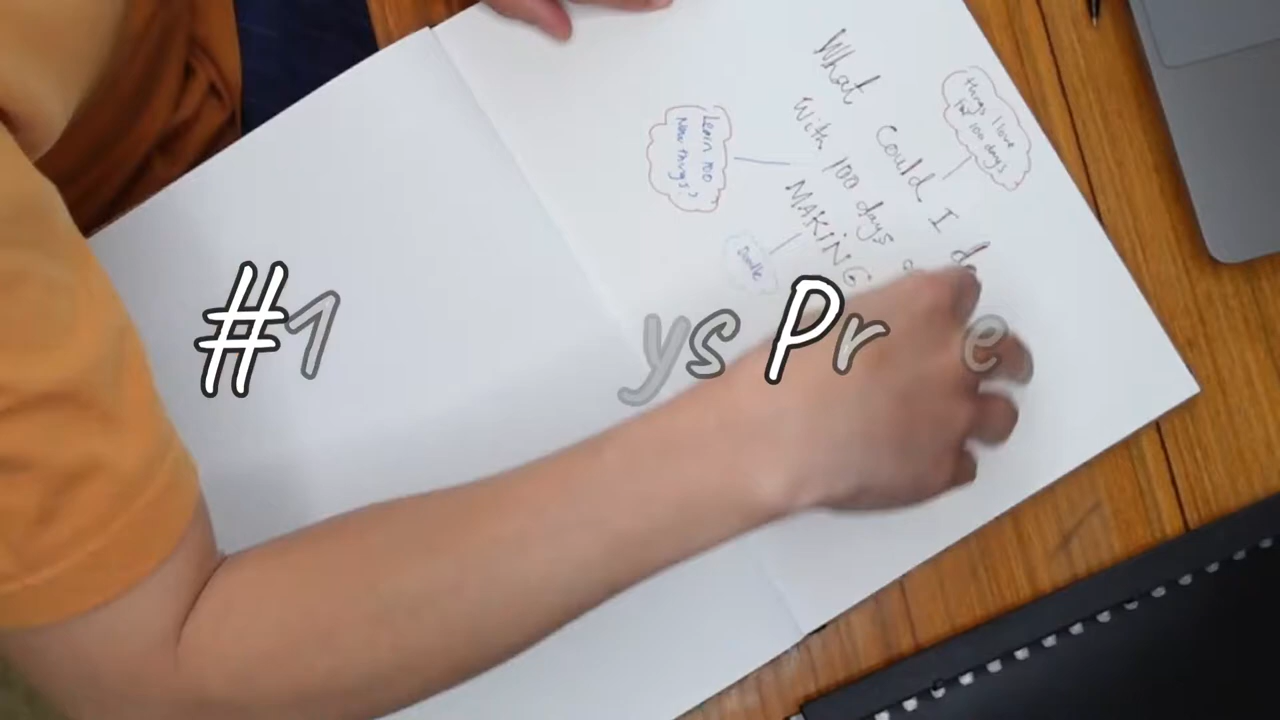 What could I do
with 100 days o
MAKING
things I love
for 100 days
Learn 100
New things?
Doodle
#1 ys Pr e